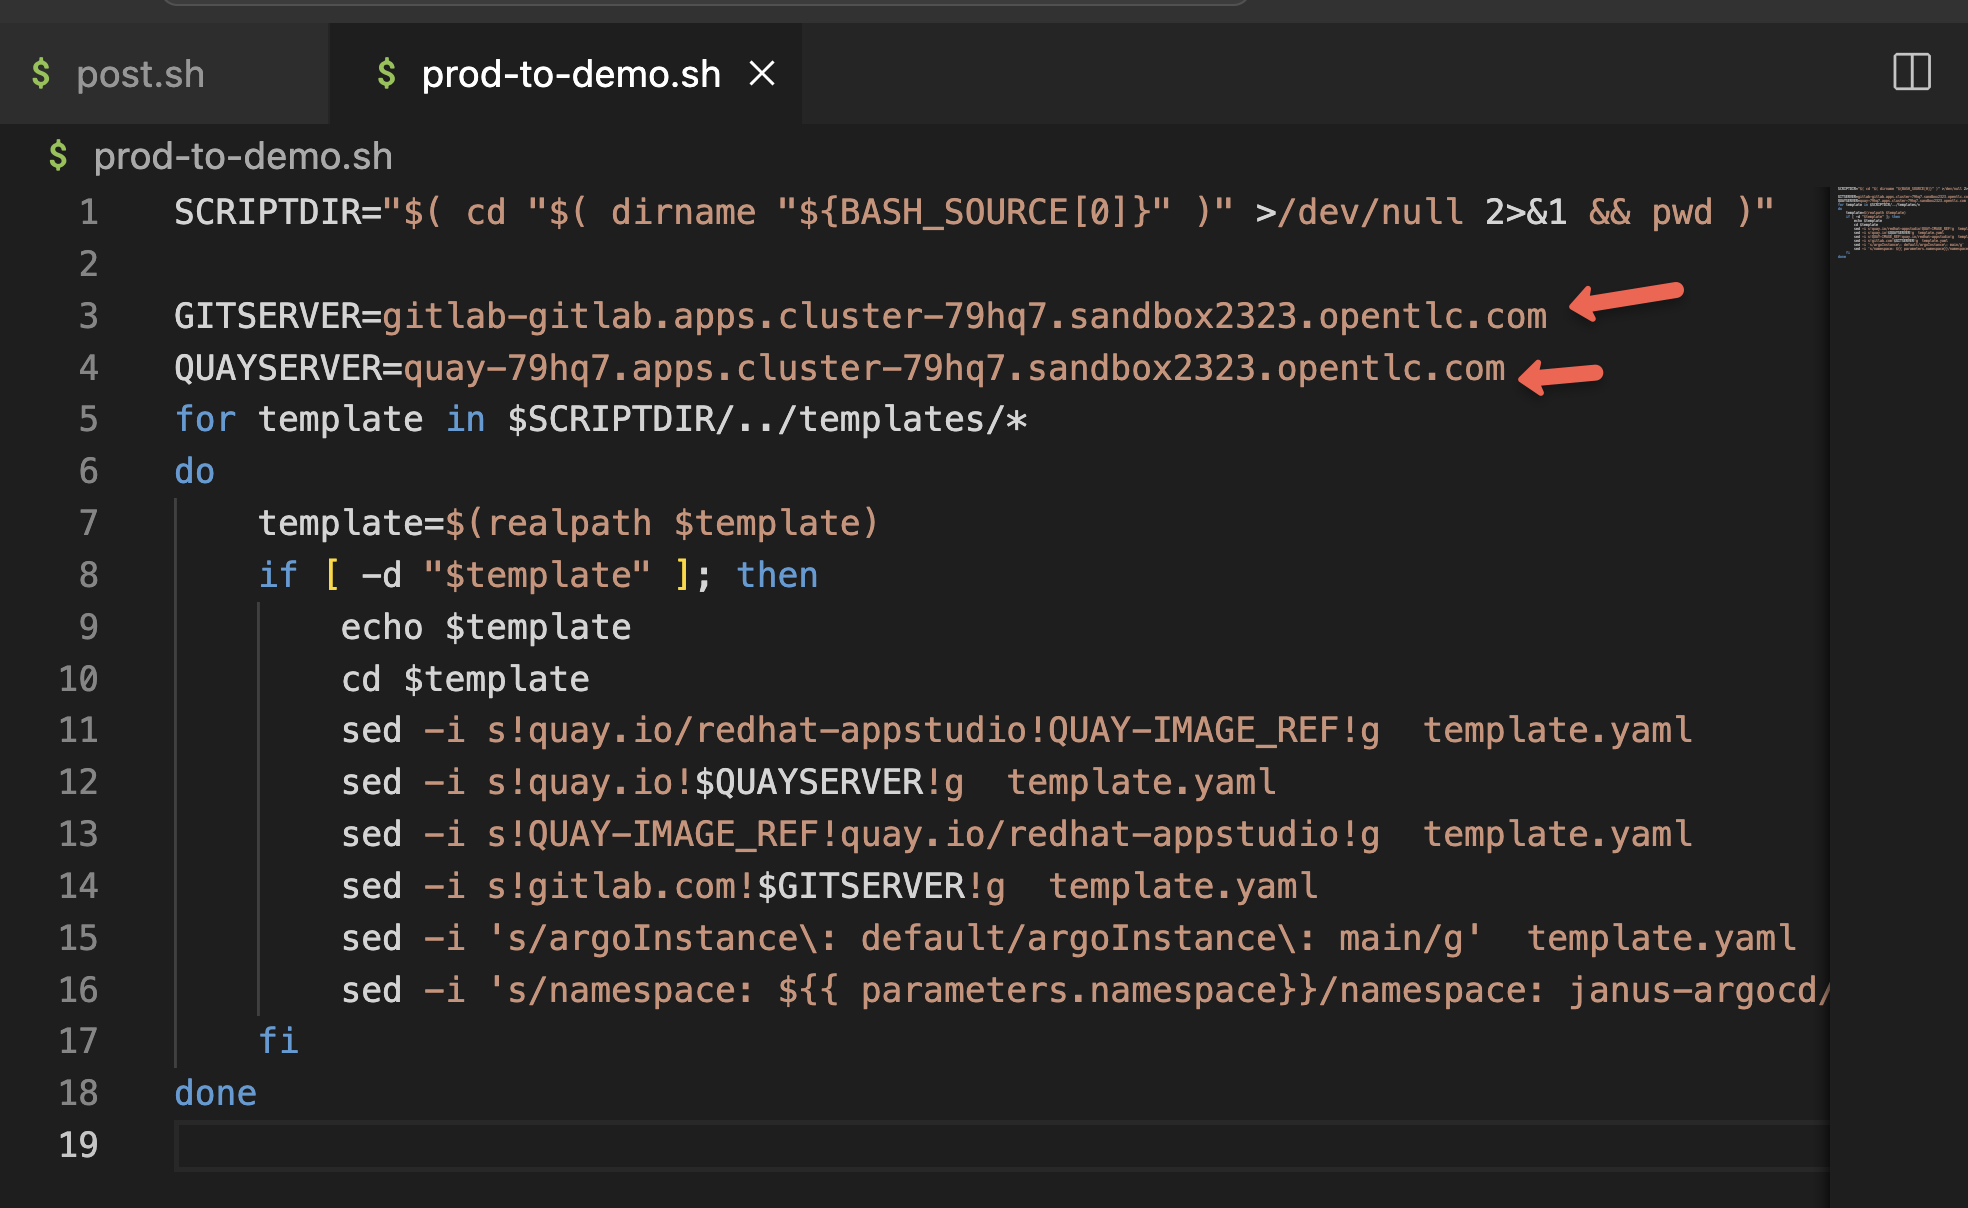 $ post.sh
$ prod-to-demo.sh
$ prod-to-demo.sh
1 SCRIPTDIR="$( cd "$( dirname "${BASH_SOURCE[0]}" )" >/dev/null 2>&1 && pwd )"
2
3 GITSERVER=gitlab-gitlab.apps.cluster-79hq7.sandbox2323.opentlc.com
4 QUAYSERVER=quay-79hq7.apps.cluster-79hq7.sandbox2323.opentlc.com
5 for template in $SCRIPTDIR/../templates/*
6 do
7     template=$(realpath $template)
8     if [ -d "$template" ]; then
9         echo $template
10         cd $template
11         sed -i s!quay.io/redhat-appstudio!QUAY-IMAGE_REF!g  template.yaml
12         sed -i s!quay.io!$QUAYSERVER!g  template.yaml
13         sed -i s!QUAY-IMAGE_REF!quay.io/redhat-appstudio!g  template.yaml
14         sed -i s!gitlab.com!$GITSERVER!g  template.yaml
15         sed -i 's/argoInstance\: default/argoInstance\: main/g'  template.yaml
16         sed -i 's/namespace: ${{ parameters.namespace}}/namespace: janus-argocd/
17     fi
18 done
19